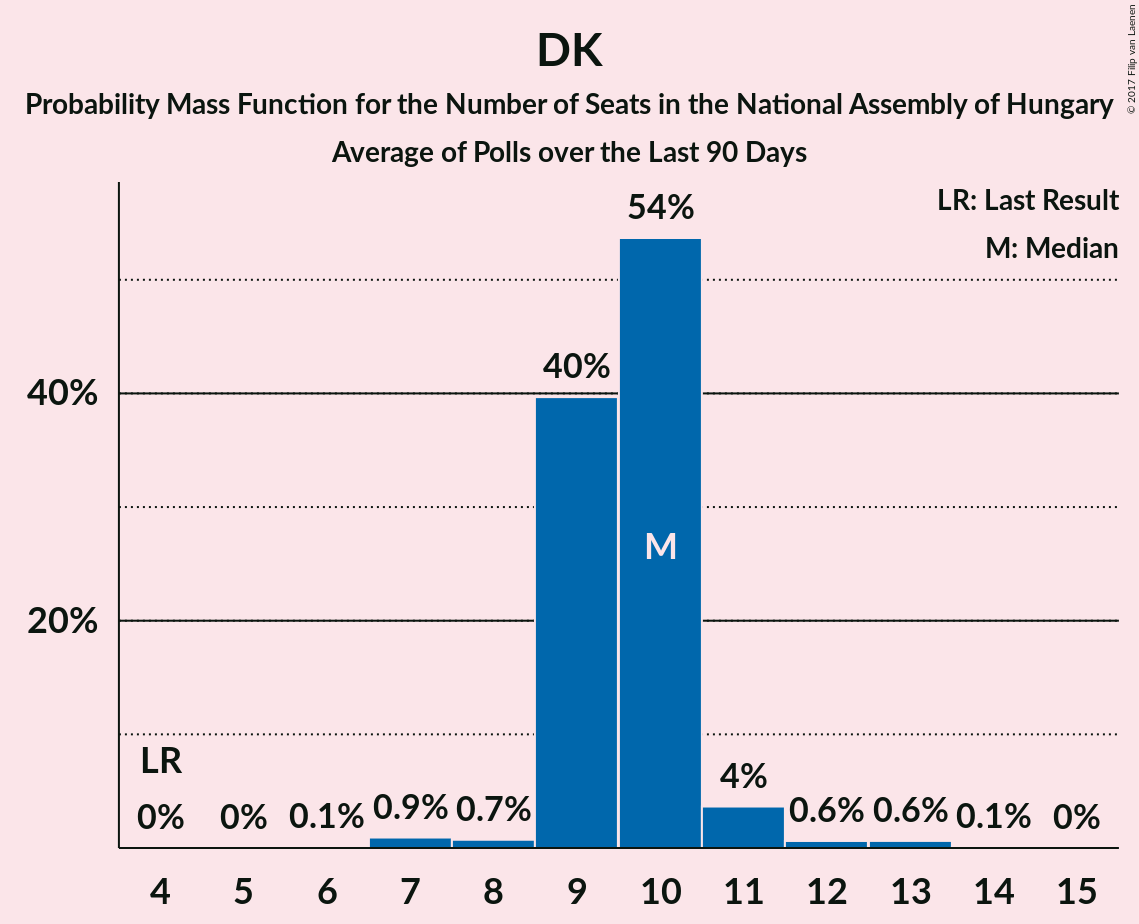 DK
Probability Mass Function for the Number of Seats in the National Assembly of Hungary
Average of Polls over the Last 90 Days
© 2017 Filip van Laenen
LR: Last Result
M: Median
54%
40%
40%
M
20%
LR
4%
0% 0% 0.1% 0.9% 0.7% 0.6% 0.6% 0.1% 0%
4 5 6 7 8 9 10 11 12 13 14 15